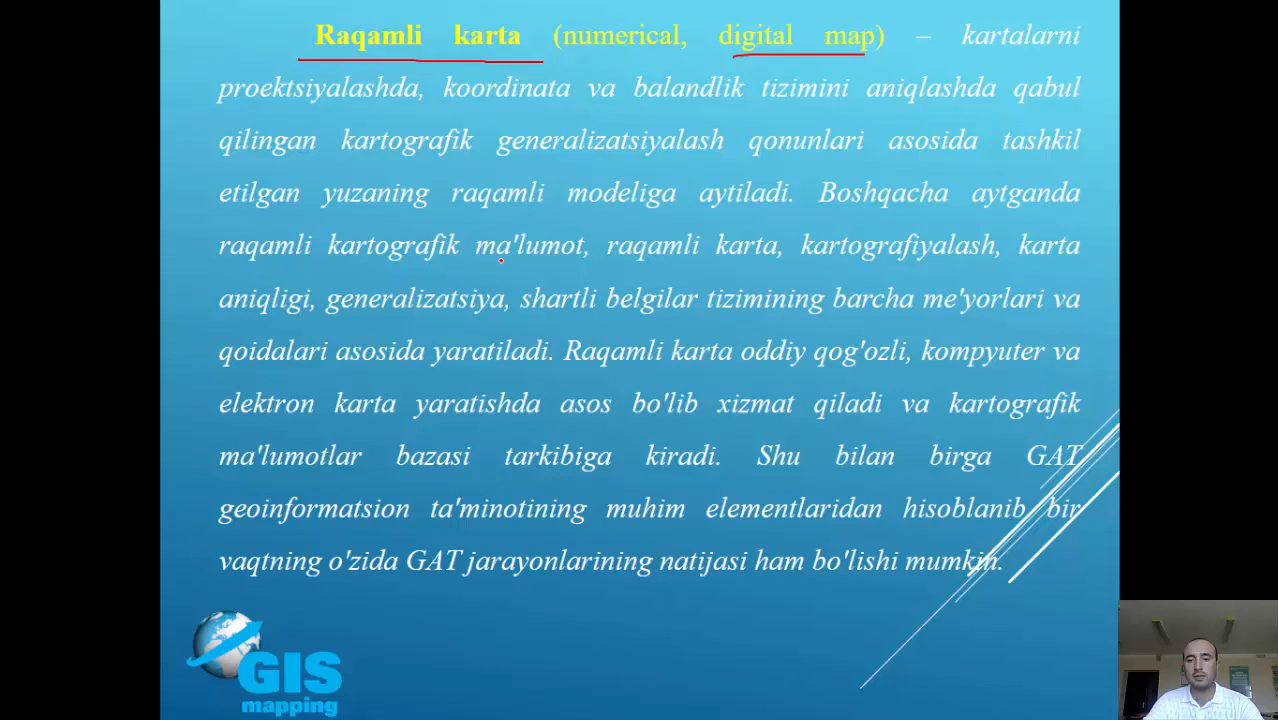 Raqamli karta (numerical, digital map) – kartalarni
proektsiyalashda, koordinata va balandlik tizimini aniqlashda qabul
qilingan kartografik generalizatsiyalash qonunlari asosida tashkil
etilgan yuzaning raqamli modeliga aytiladi. Boshqacha aytganda
raqamli kartografik ma'lumot, raqamli karta, kartografiyalash, karta
aniqligi, generalizatsiya, shartli belgilar tizimining barcha me'yorlari va
qoidalari asosida yaratiladi. Raqamli karta oddiy qog'ozli, kompyuter va
elektron karta yaratishda asos bo'lib xizmat qiladi va kartografik
ma'lumotlar bazasi tarkibiga kiradi. Shu bilan birga GAT
geoinformatsion ta'minotining muhim elementlaridan hisoblanib bir
vaqtning o'zida GAT jarayonlarining natijasi ham bo'lishi mumkin.
GIS
mapping